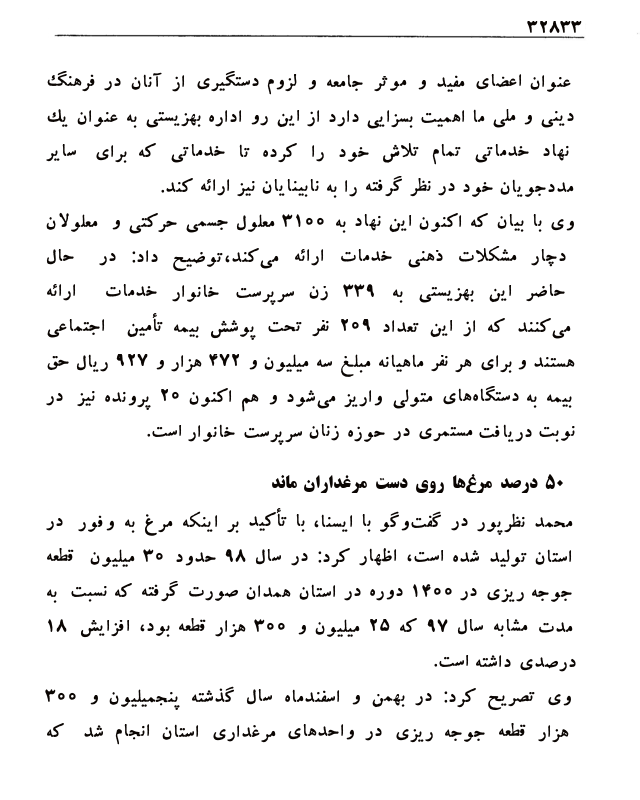 ۳۲۸۳۳
عنوان اعضای مفید و موثر جامعه و لزوم دستگیری از آنان در فرهنگ
دینی و ملی ما اهمیت بسزایی دارد از این رو اداره بهزیستی به عنوان یك
نهاد خدماتی تمام تلاش خود را کرده تا خدماتی که برای سایر
مددجویان خود در نظر گرفته را به نابینایان نیز ارائه کند.
وی با بیان که اکنون این نهاد به ۳۱۰۰ معلول جسمی حرکتی و معلولان
دچار مشکلات ذهنی خدمات ارائه می‌کند،توضیح داد: در حال
حاضر این بهزیستی به ۳۳۹ زن سرپرست خانوار خدمات ارائه
می‌کنند که از این تعداد ۲۰۹ نفر تحت پوشش بیمه تأمین اجتماعی
هستند و برای هر نفر ماهیانه مبلغ سه میلیون و ۴۷۲ هزار و ۹۲۷ ریال حق
بیمه به دستگاه‌های متولی واریز می‌شود و هم اکنون ۲۰ پرونده نیز در
نوبت دریافت مستمری در حوزه زنان سرپرست خانوار است.
۵۰ درصد مرغ‌ها روی دست مرغداران ماند
محمد نظرپور در گفت‌وگو با ایسنا، با تأکید بر اینکه مرغ به وفور در
استان تولید شده است، اظهار کرد: در سال ۹۸ حدود ۳۰ میلیون قطعه
جوجه ریزی در ۱۴۰۰ دوره در استان همدان صورت گرفته که نسبت به
مدت مشابه سال ۹۷ که ۲۵ میلیون و ۳۰۰ هزار قطعه بود، افزایش ۱۸
درصدی داشته است.
وی تصریح کرد: در بهمن و اسفندماه سال گذشته پنجمیلیون و ۳۰۰
هزار قطعه جوجه ریزی در واحدهای مرغداری استان انجام شد که